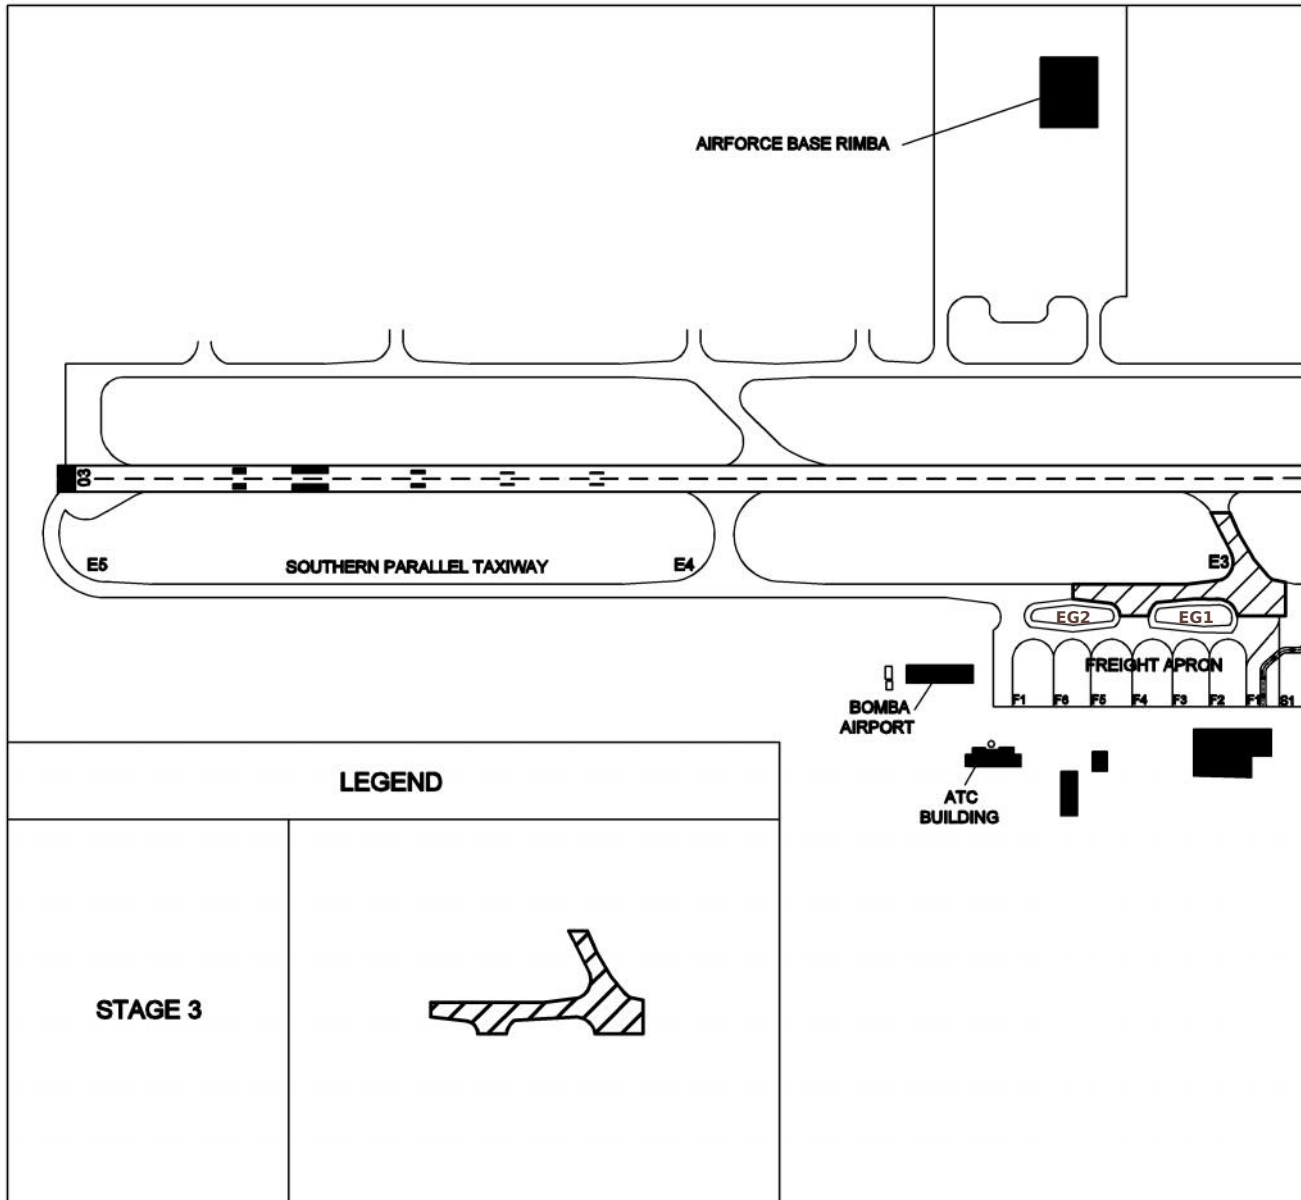 AIRFORCE BASE RIMBA
03
E5
SOUTHERN PARALLEL TAXIWAY
E4
E3
EG2
EG1
FREIGHT APRON
F1
F6
F5
F4
F3
F2
F1
S1
BOMBA
AIRPORT
ATC
BUILDING
LEGEND
STAGE 3